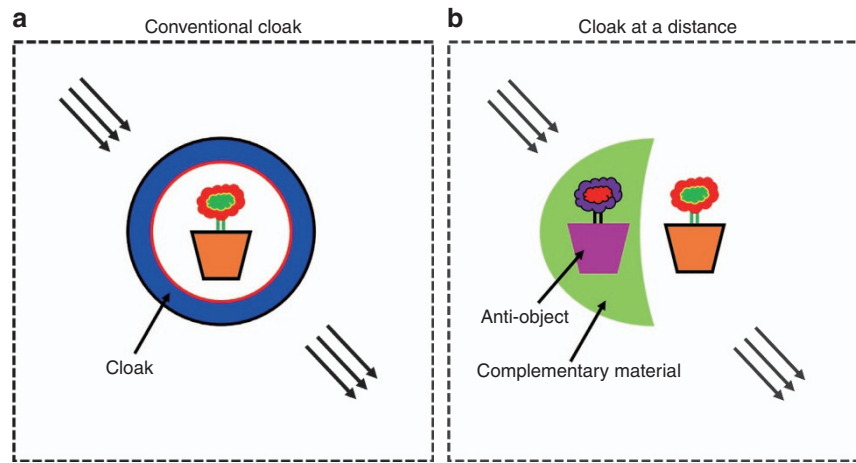 a
Conventional cloak
Cloak
b
Cloak at a distance
Anti-object
Complementary material